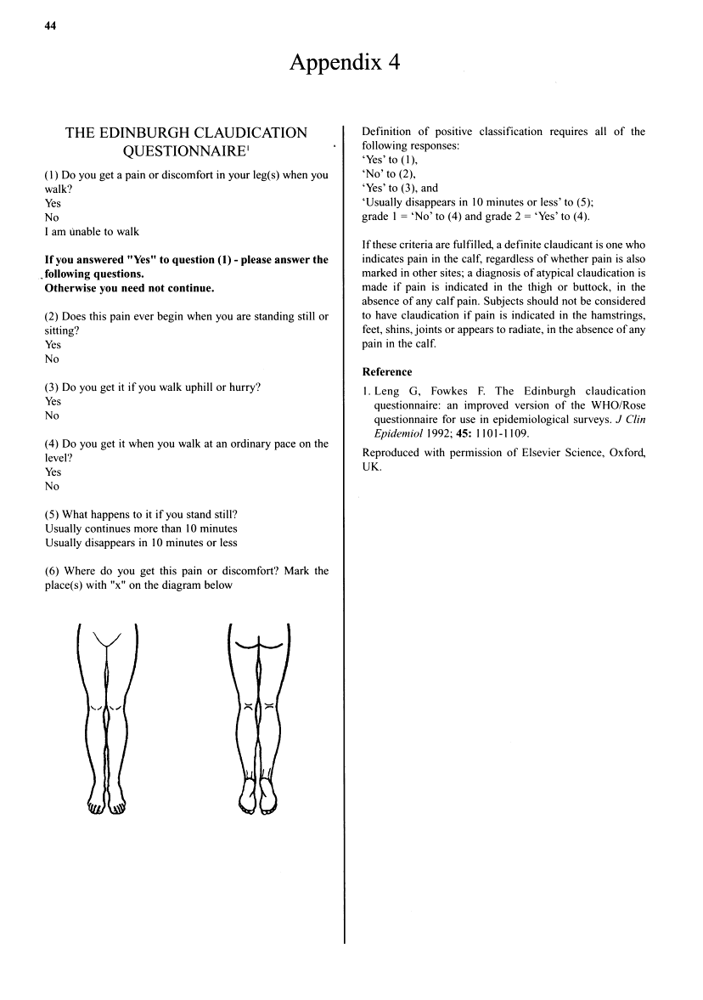 44
Appendix 4
THE EDINBURGH CLAUDICATION
QUESTIONNAIRE¹
(1) Do you get a pain or discomfort in your leg(s) when you
walk?
Yes
No
I am unable to walk
If you answered "Yes" to question (1) - please answer the
following questions.
Otherwise you need not continue.
(2) Does this pain ever begin when you are standing still or
sitting?
Yes
No
(3) Do you get it if you walk uphill or hurry?
Yes
No
(4) Do you get it when you walk at an ordinary pace on the
level?
Yes
No
(5) What happens to it if you stand still?
Usually continues more than 10 minutes
Usually disappears in 10 minutes or less
(6) Where do you get this pain or discomfort? Mark the
place(s) with "x" on the diagram below
Definition of positive classification requires all of the
following responses:
‘Yes’ to (1),
‘No’ to (2),
‘Yes’ to (3), and
‘Usually disappears in 10 minutes or less’ to (5);
grade 1 = ‘No’ to (4) and grade 2 = ‘Yes’ to (4).
If these criteria are fulfilled, a definite claudicant is one who
indicates pain in the calf, regardless of whether pain is also
marked in other sites; a diagnosis of atypical claudication is
made if pain is indicated in the thigh or buttock, in the
absence of any calf pain. Subjects should not be considered
to have claudication if pain is indicated in the hamstrings,
feet, shins, joints or appears to radiate, in the absence of any
pain in the calf.
Reference
1. Leng G, Fowkes F. The Edinburgh claudication
questionnaire: an improved version of the WHO/Rose
questionnaire for use in epidemiological surveys. J Clin
Epidemiol 1992; 45: 1101-1109.
Reproduced with permission of Elsevier Science, Oxford,
UK.